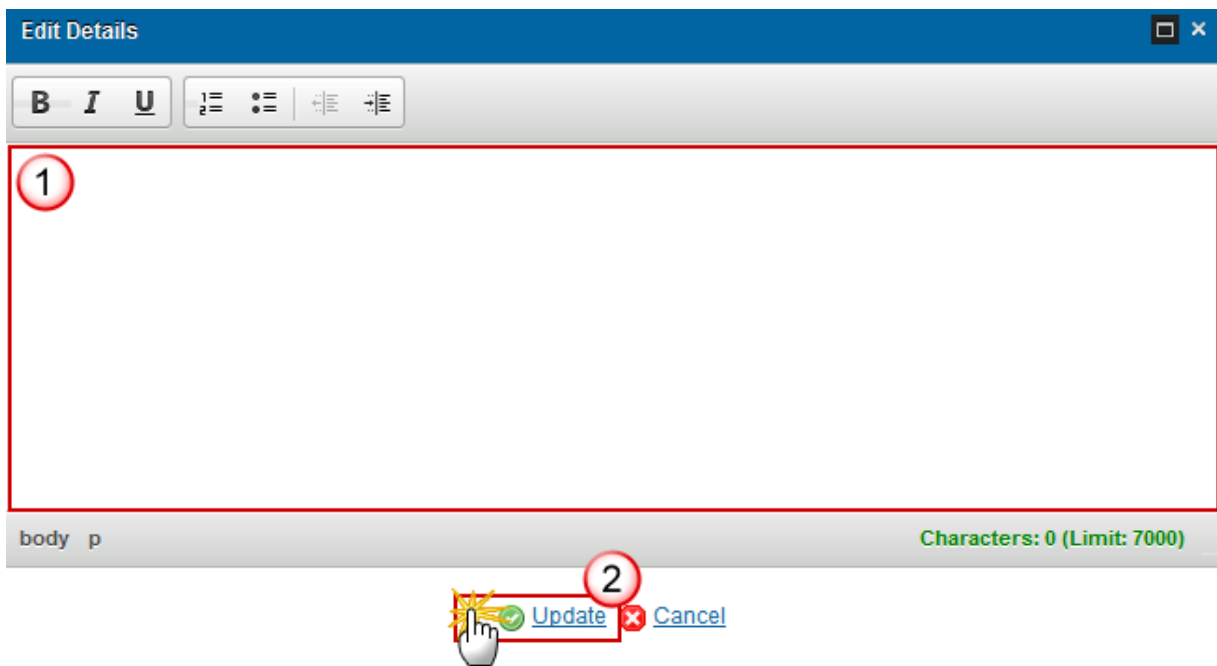 Edit Details
B I U
1
body p Characters: 0 (Limit: 7000)
2
Update Cancel